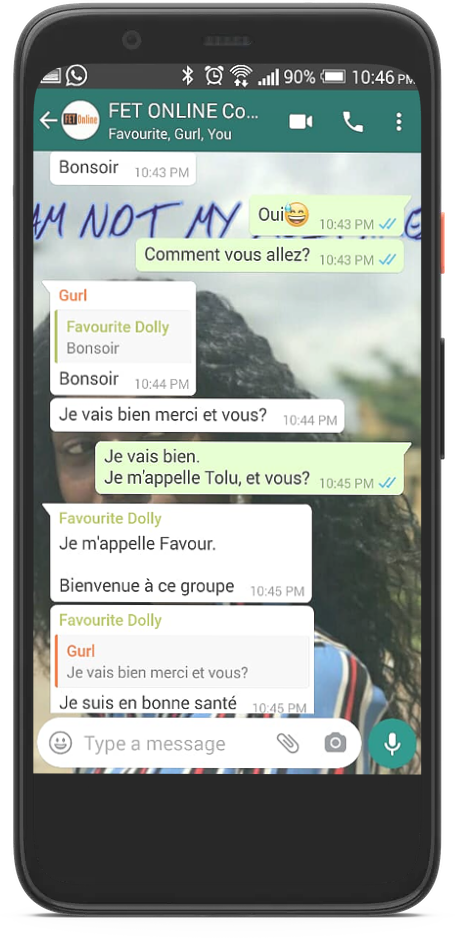 90% 10:46 PM
FET Online
FET ONLINE Co...
Favourite, Gurl, You
Bonsoir 10:43 PM
AM NOT MY
Oui😅 10:43 PM
Comment vous allez? 10:43 PM
Gurl
Favourite Dolly
Bonsoir
Bonsoir 10:44 PM
Je vais bien merci et vous? 10:44 PM
Je vais bien.
Je m'appelle Tolu, et vous? 10:45 PM
Favourite Dolly
Je m'appelle Favour.
Bienvenue à ce groupe 10:45 PM
Favourite Dolly
Gurl
Je vais bien merci et vous?
Je suis en bonne santé 10:45 PM
Type a message